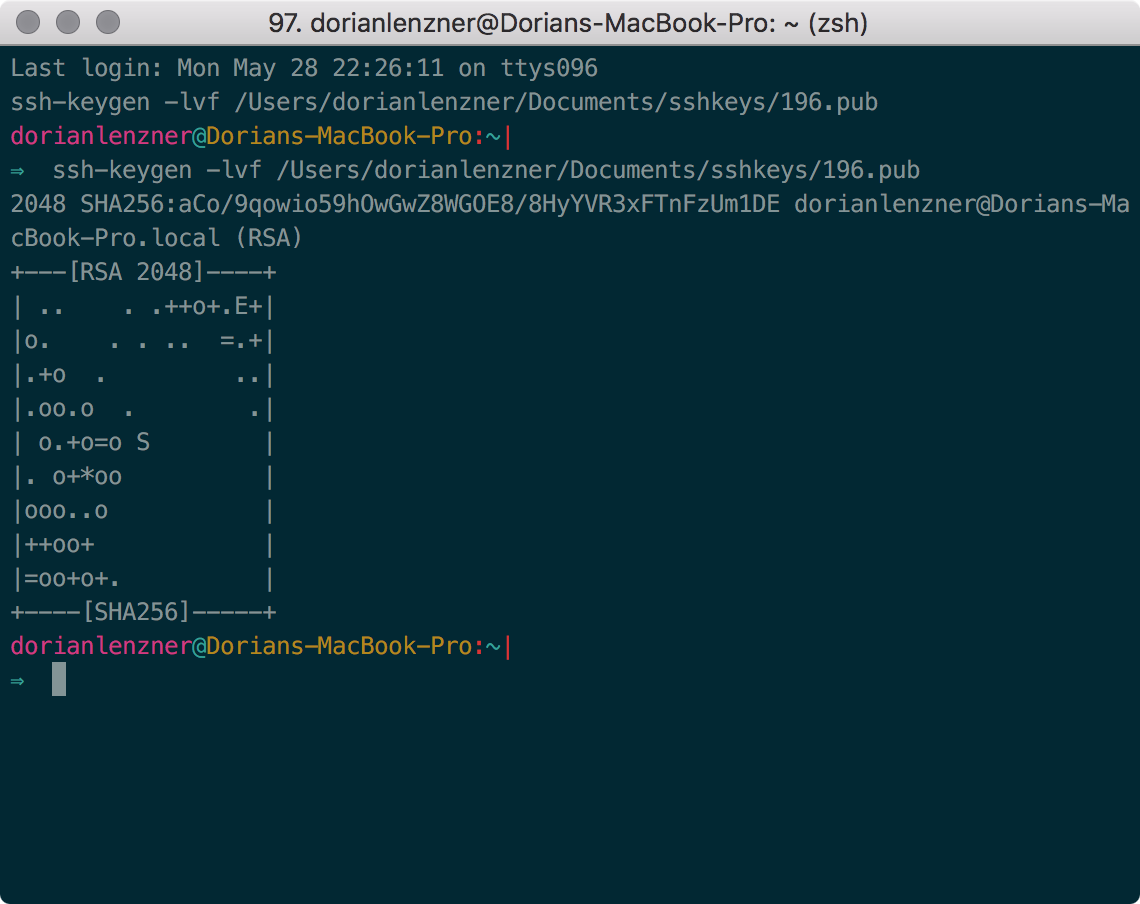 97. dorianlenzner@Dorians-MacBook-Pro: ~ (zsh)
Last login: Mon May 28 22:26:11 on ttys096
ssh-keygen -lvf /Users/dorianlenzner/Documents/sshkeys/196.pub
dorianlenzner@Dorians-MacBook-Pro:~|
⇒  ssh-keygen -lvf /Users/dorianlenzner/Documents/sshkeys/196.pub
2048 SHA256:aCo/9qowio59hOwGwZ8WGOE8/8HyYVR3xFTnFzUm1DE dorianlenzner@Dorians-Ma
cBook-Pro.local (RSA)
+---[RSA 2048]----+
| ..    . .++o+.E+|
|o.    . . ..  =.+|
|.+o  .         ..|
|.oo.o  .        .|
| o.+o=o S        |
|. o+*oo          |
|ooo..o           |
|++oo+            |
|=oo+o+.          |
+----[SHA256]-----+
dorianlenzner@Dorians-MacBook-Pro:~|
⇒